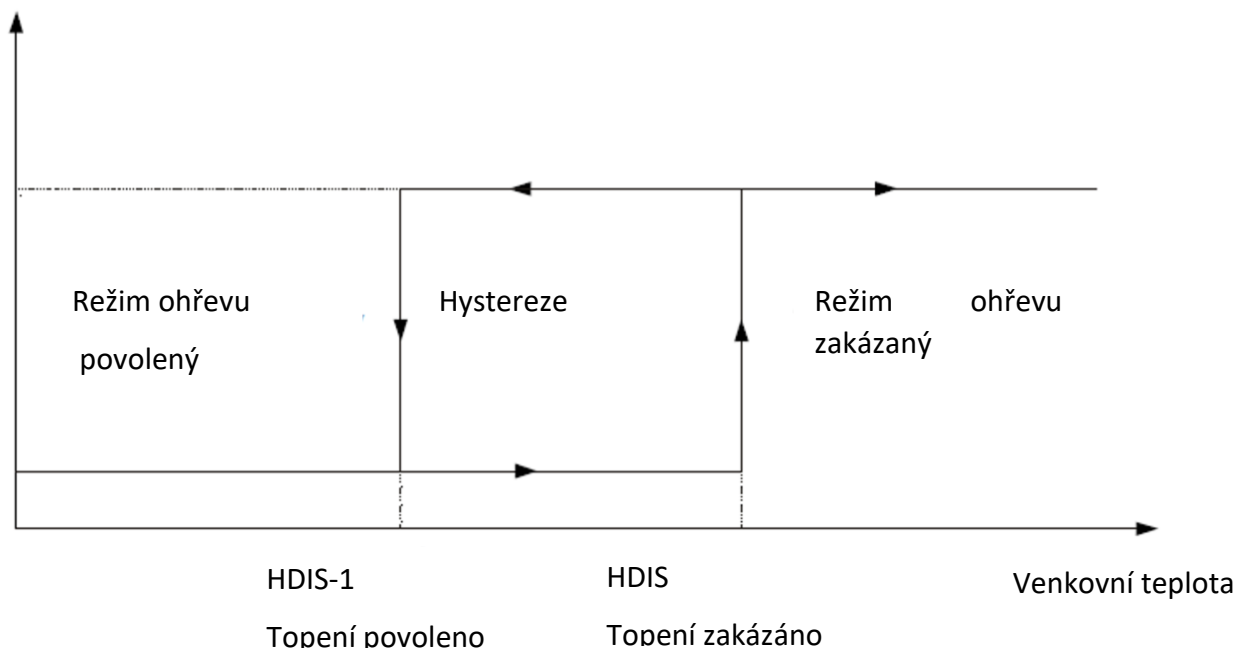 Režim ohřevu
povolený
Hystereze
Režim ohřevu
zakázaný
HDIS-1
Topení povoleno
HDIS
Topení zakázáno
Venkovní teplota